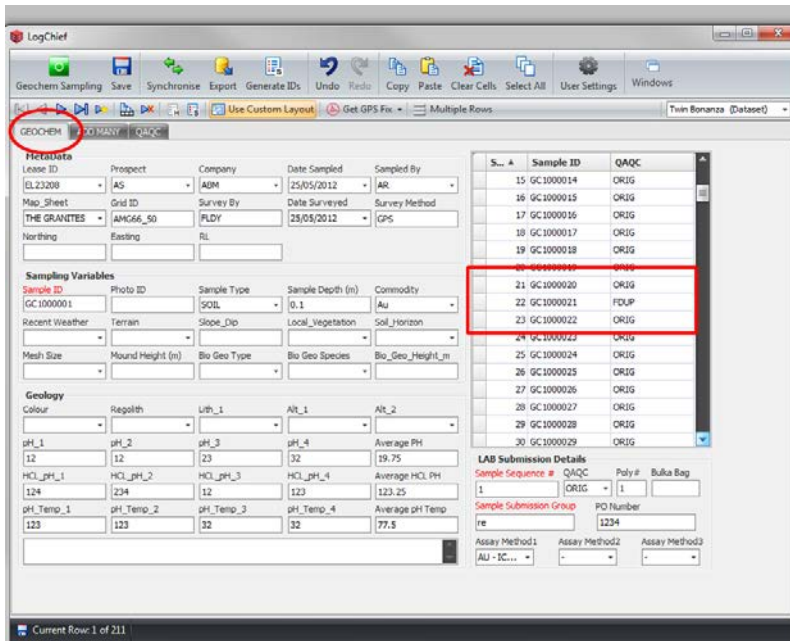 LogChief
Geochem Sampling Save Synchronise Export Generate IDs Undo Redo Copy Paste Clear Cells Select All User Settings Windows
Use Custom Layout Get GPS Fix Multiple Rows Twin Bonanza (Dataset)
GEOCHEM ADD MANY QAQC
MetaData
Lease ID Prospect Company Date Sampled Sampled By
EL23208 AS ABM 25/05/2012 AR
Map_Sheet Grid ID Survey By Date Surveyed Survey Method
THE GRANITES AMG66_50 FLDY 25/05/2012 GPS
Northing Easting RL
Sampling Variables
Sample ID Photo ID Sample Type Sample Depth (m) Commodity
GC1000001 SOIL 0.1 Au
Recent Weather Terrain Slope_Dip Local_Vegetation Soil_Horizon
Mesh Size Mound Height (m) Bio Geo Type Bio Geo Species Bio_Geo_Height_m
Geology
Colour Regolith Lith_1 Alt_1 Alt_2
pH_1 pH_2 pH_3 pH_4 Average PH
12 12 23 32 19.75
HCL_pH_1 HCL_pH_2 HCL_pH_3 HCL_pH_4 Average HCL PH
124 234 12 123 123.25
pH_Temp_1 pH_Temp_2 pH_Temp_3 pH_Temp_4 Average pH Temp
123 123 32 32 77.5
S... Sample ID QAQC
15 GC1000014 ORIG
16 GC1000015 ORIG
17 GC1000016 ORIG
18 GC1000017 ORIG
19 GC1000018 ORIG
20 GC1000019 ORIG
21 GC1000020 ORIG
22 GC1000021 FDUP
23 GC1000022 ORIG
24 GC1000023 ORIG
25 GC1000024 ORIG
26 GC1000025 ORIG
27 GC1000026 ORIG
28 GC1000027 ORIG
29 GC1000028 ORIG
30 GC1000029 ORIG
LAB Submission Details
Sample Sequence # QAQC Poly # Bulka Bag
1 ORIG 1
Sample Submission Group PO Number
re 1234
Assay Method1 Assay Method2 Assay Method3
AU - IC... - -
Current Row: 1 of 211